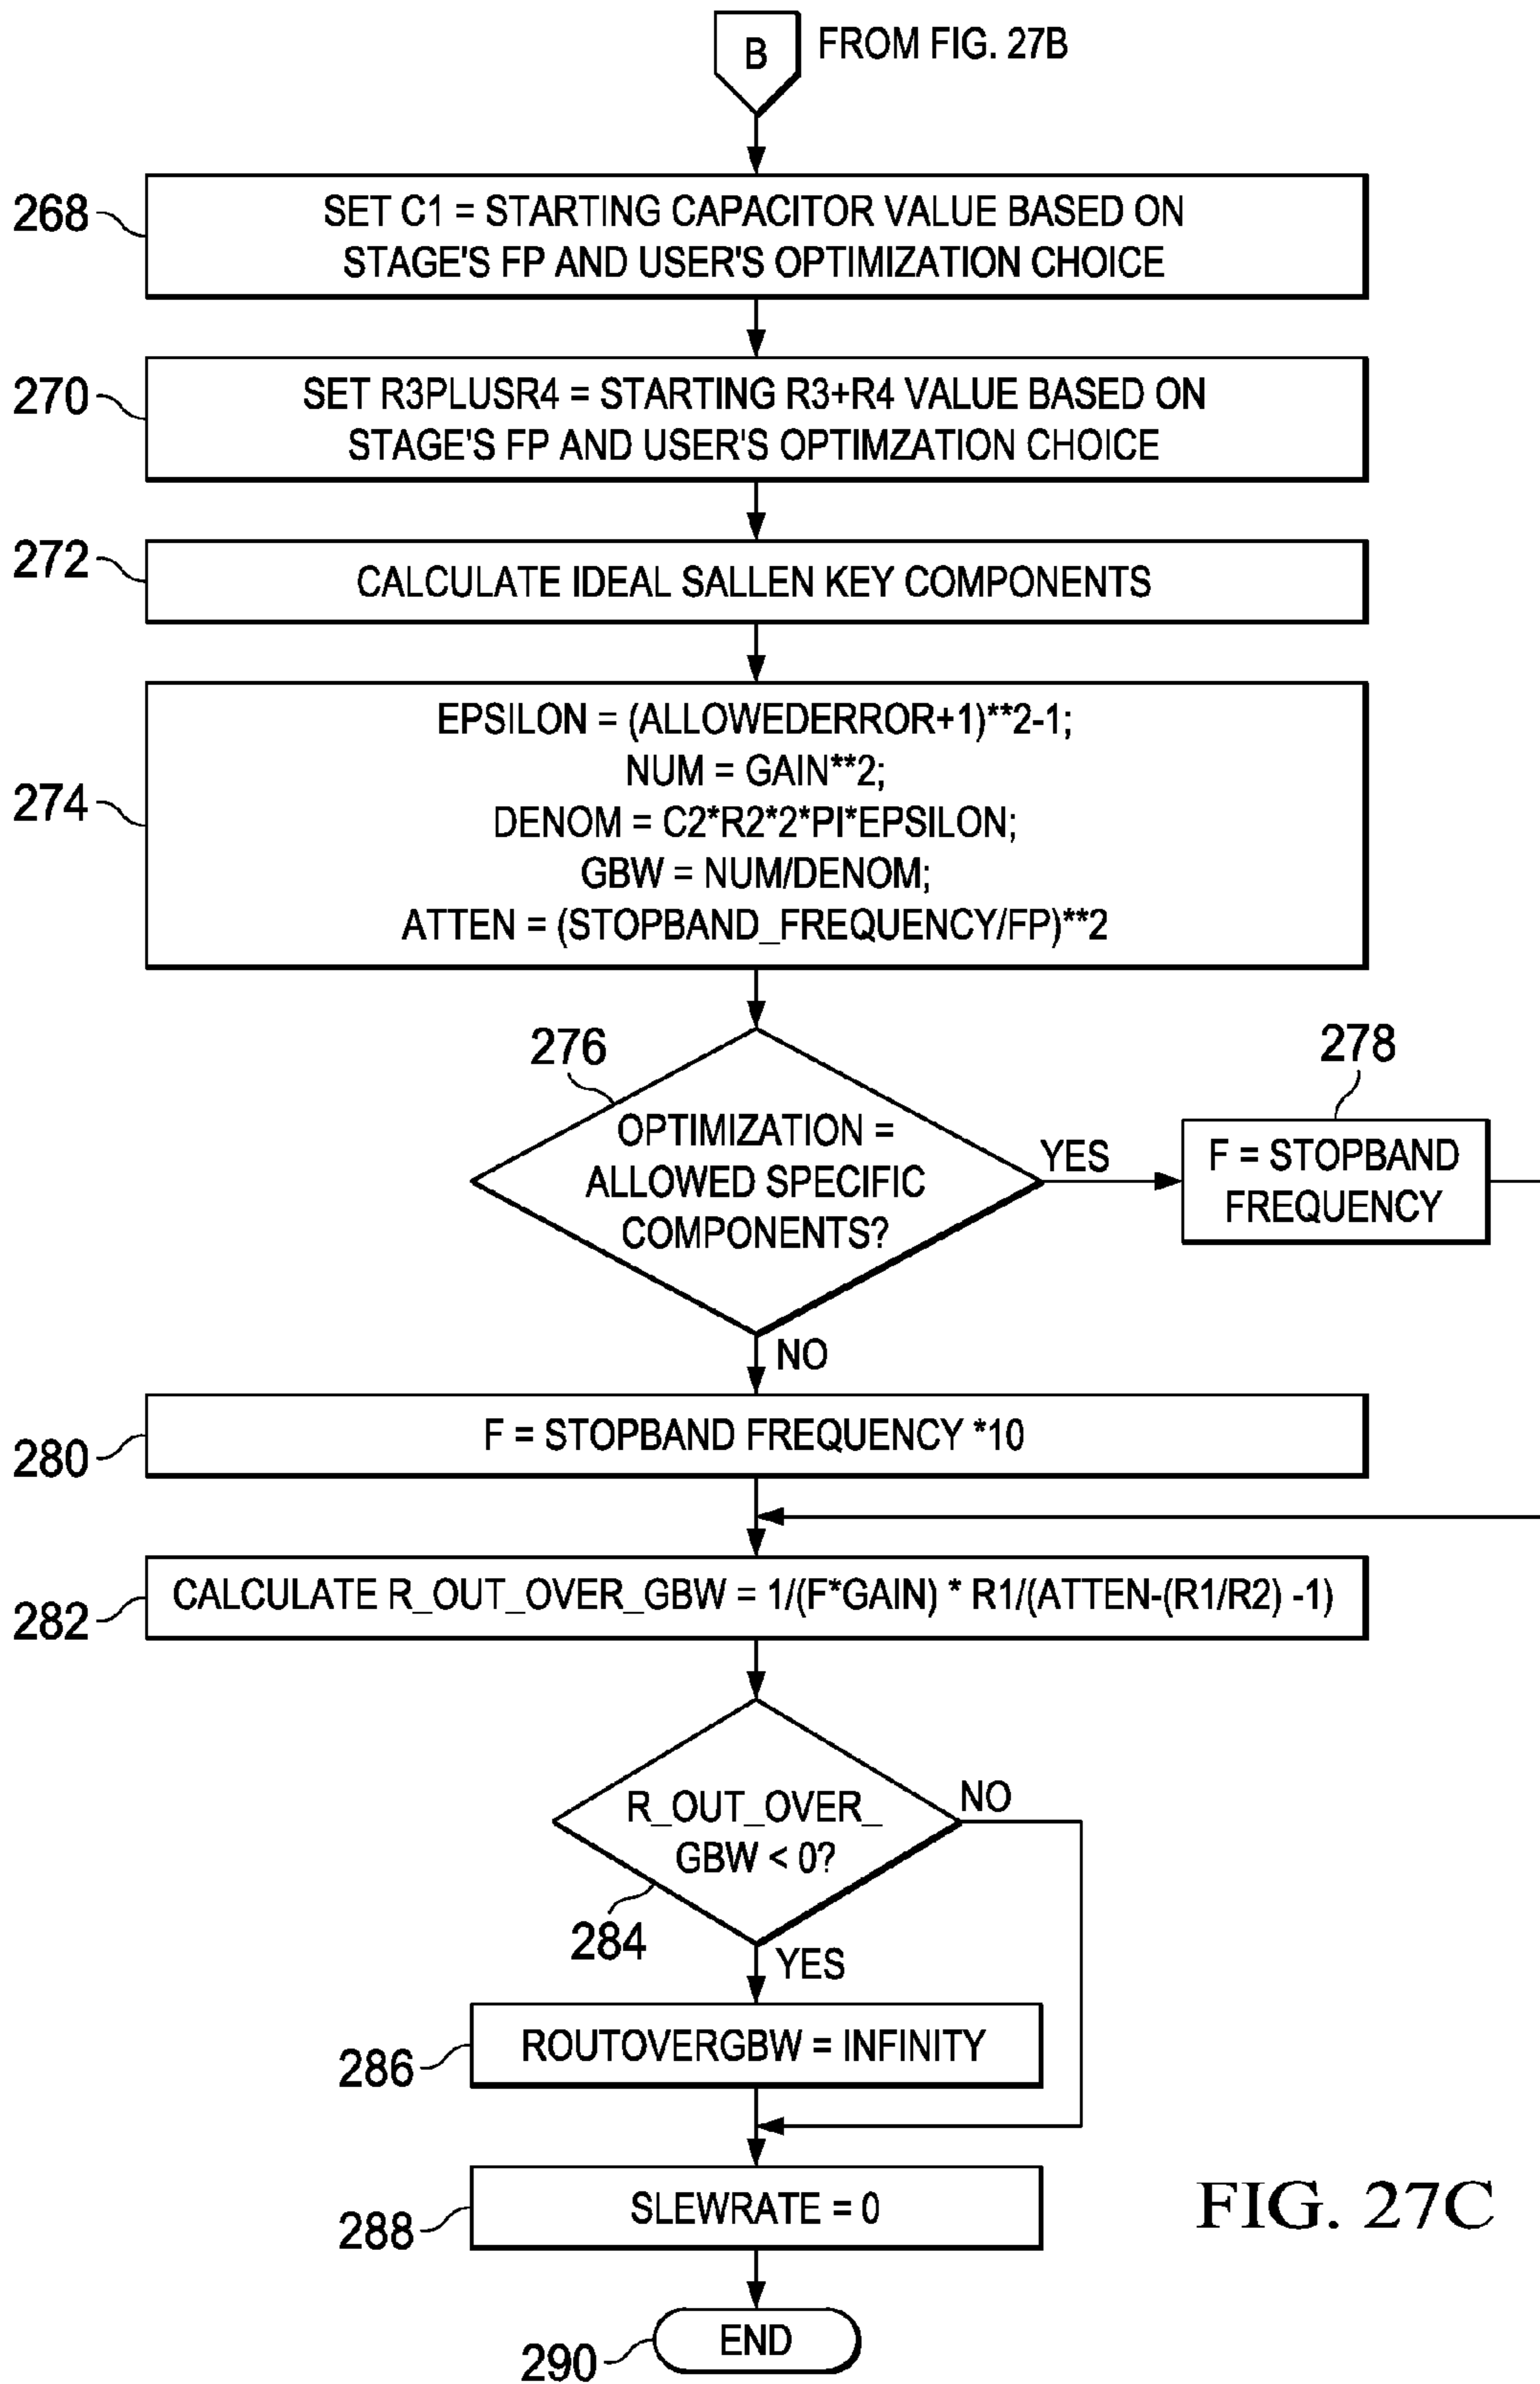 B
FROM FIG. 27B
268
SET C1 = STARTING CAPACITOR VALUE BASED ON
STAGE'S FP AND USER'S OPTIMIZATION CHOICE
270
SET R3PLUSR4 = STARTING R3+R4 VALUE BASED ON
STAGE'S FP AND USER'S OPTIMZATION CHOICE
272
CALCULATE IDEAL SALLEN KEY COMPONENTS
274
EPSILON = (ALLOWEDERROR+1)**2-1;
NUM = GAIN**2;
DENOM = C2*R2*2*PI*EPSILON;
GBW = NUM/DENOM;
ATTEN = (STOPBAND_FREQUENCY/FP)**2
276
OPTIMIZATION =
ALLOWED SPECIFIC
COMPONENTS?
YES
278
F = STOPBAND
FREQUENCY
NO
280
F = STOPBAND FREQUENCY *10
282
CALCULATE R_OUT_OVER_GBW = 1/(F*GAIN) * R1/(ATTEN-(R1/R2) -1)
284
R_OUT_OVER_
GBW < 0?
NO
YES
286
ROUTOVERGBW = INFINITY
288
SLEWRATE = 0
290
END
FIG. 27C